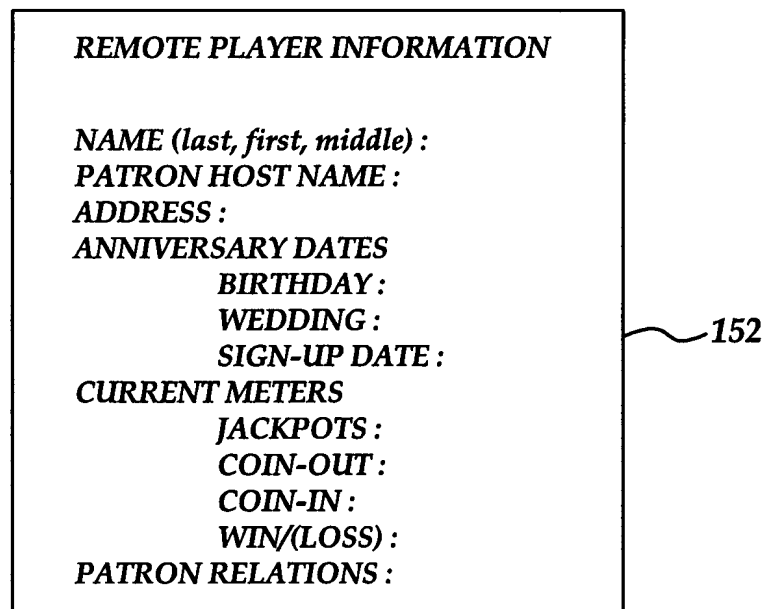 REMOTE PLAYER INFORMATION
NAME (last, first, middle) :
PATRON HOST NAME :
ADDRESS :
ANNIVERSARY DATES
BIRTHDAY :
WEDDING :
152
SIGN-UP DATE :
CURRENT METERS
JACKPOTS :
COIN-OUT :
COIN-IN :
WIN/(LOSS) :
PATRON RELATIONS :